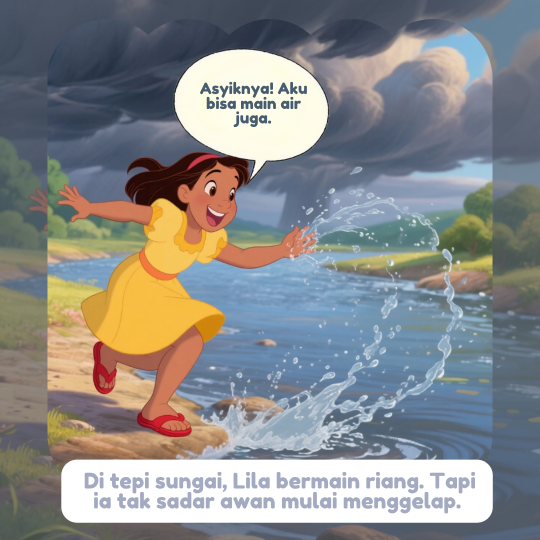 Asyiknya! Aku
bisa main air
juga.
Di tepi sungai, Lila bermain riang. Tapi
ia tak sadar awan mulai menggelap.